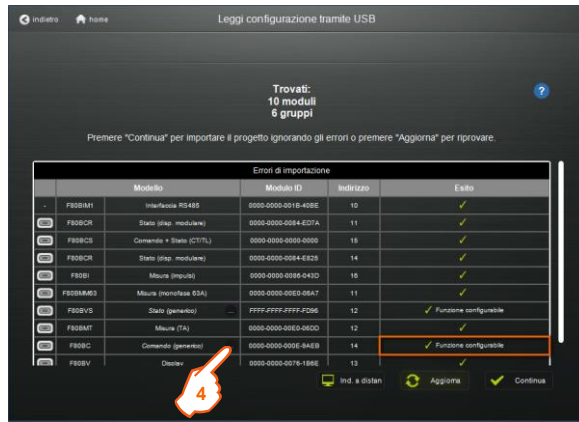 indietro home Leggi configurazione tramite USB
Trovati:
10 moduli
6 gruppi
?
Premere "Continua" per importare il progetto ignorando gli errori o premere "Aggiorna" per riprovare.
Errori di importazione
Modello Modulo ID Indirizzo Esito
- F80BIM1 Interfaccia RS485 0000-0000-001B-40BE 10 ✓
F80BCR Stato (disp. modulare) 0000-0000-0084-ED7A 11 ✓
F80BCS Comando + Stato (CT/TL) 0000-0000-0000-0000 15 ✓
F80BCR Stato (disp. modulare) 0000-0000-0084-E825 14 ✓
F80BI Misura (impulsi) 0000-0000-0086-043D 16 ✓
F80BMM63 Misura (monofase 63A) 0000-0000-00E0-06A7 11 ✓
F80BVS Stato (generico) ... FFFF-FFFF-FFFF-FD96 12 ✓ Funzione configurabile
F80BMT Misura (TA) 0000-0000-00E0-06DD 12 ✓
F80BC Comando (generico) 0000-0000-000E-9AEB 14 ✓ Funzione configurabile
F80BV Display 0000-0000-0076-1B6E 13 ✓
Ind. a distan Aggiorna Continua
4